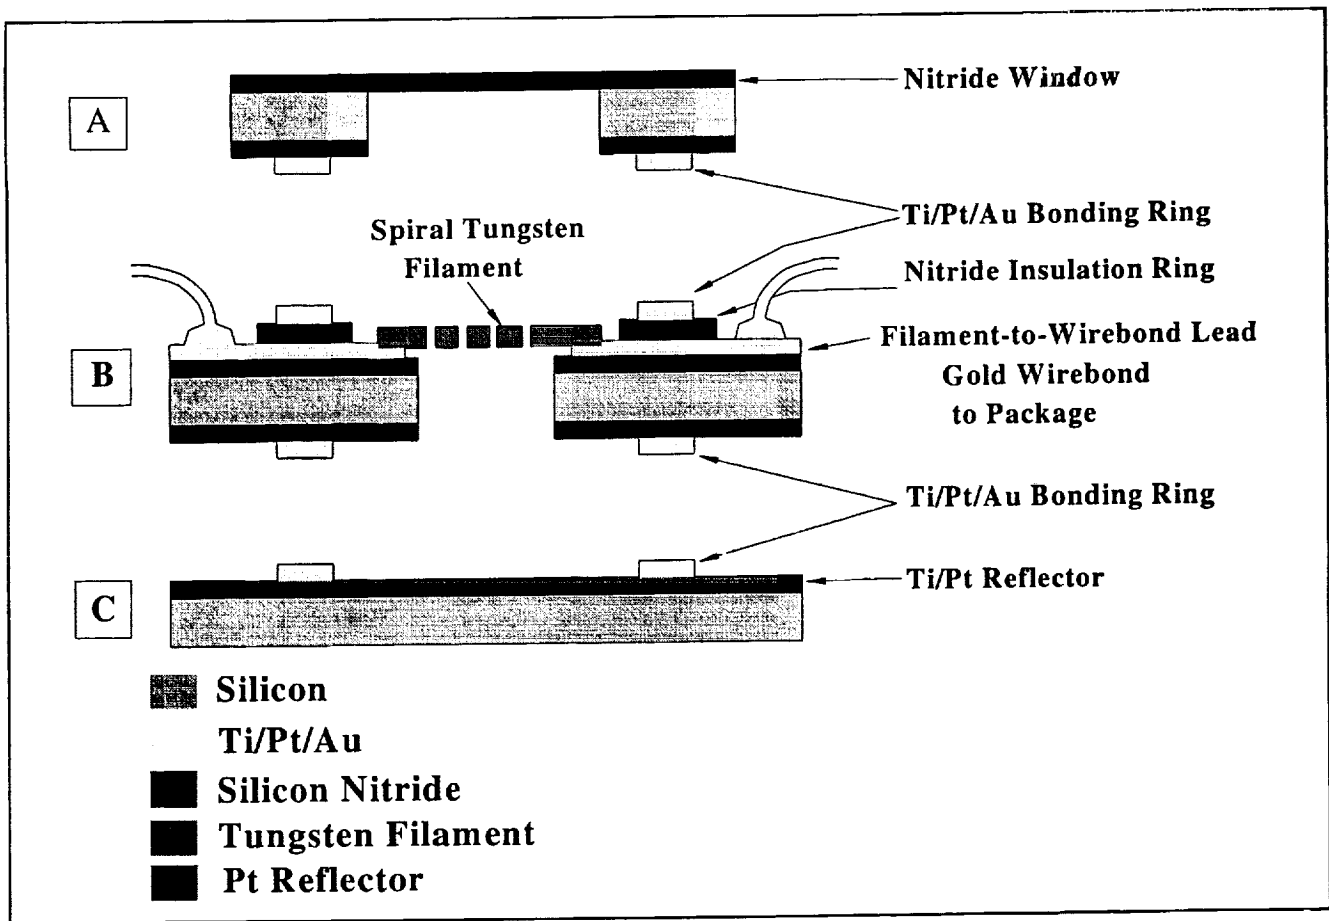 A
Nitride Window
Ti/Pt/Au Bonding Ring
Spiral Tungsten
Filament
Nitride Insulation Ring
B
Filament-to-Wirebond Lead
Gold Wirebond
to Package
Ti/Pt/Au Bonding Ring
C
Ti/Pt Reflector
Silicon
Ti/Pt/Au
Silicon Nitride
Tungsten Filament
Pt Reflector